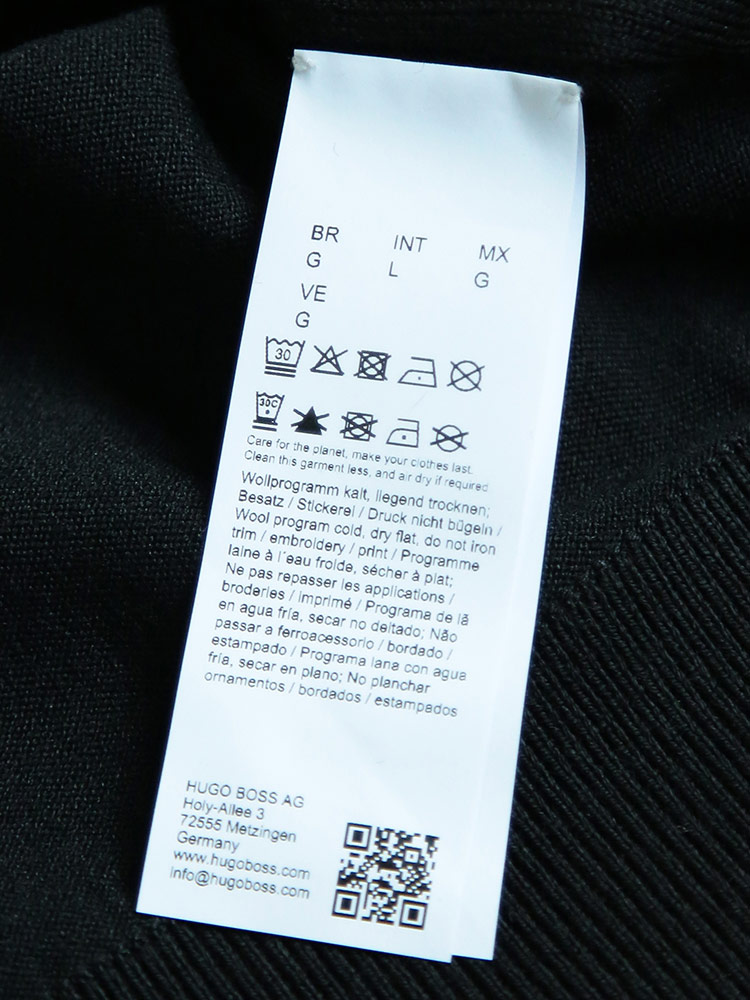 BR INT MX
G L G
VE
G
30
30C
Care for the planet, make your clothes last.
Clean this garment less, and air dry if required
Wollprogramm kalt, liegend trocknen;
Besatz / Stickerei / Druck nicht bügeln /
Wool program cold, dry flat, do not iron
trim / embroidery / print / Programme
laine à l´eau froide, sécher à plat;
Ne pas repasser les applications /
broderies / imprimé / Programa de lã
en agua fría, secar no deitado; Não
passar a ferroacessorio / bordado /
estampado / Programa lana con agua
fría, secar en plano; No planchar
ornamentos / bordados / estampados
HUGO BOSS AG
Holy-Allee 3
72555 Metzingen
Germany
www.hugoboss.com
info@hugoboss.com